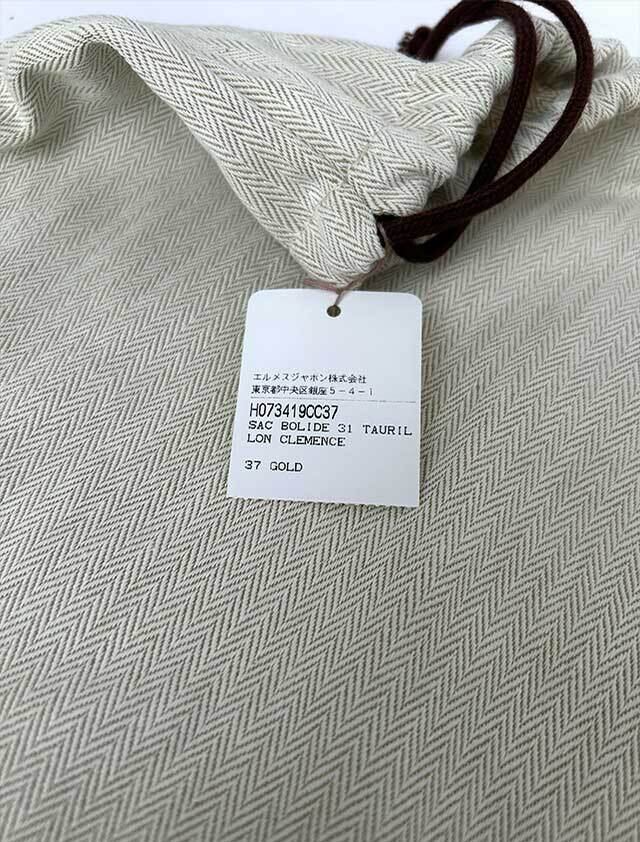 エルメスジャポン株式会社
東京都中央区銀座5-4-1
H073419CC37
SAC BOLIDE 31 TAURIL
LON CLEMENCE
37 GOLD